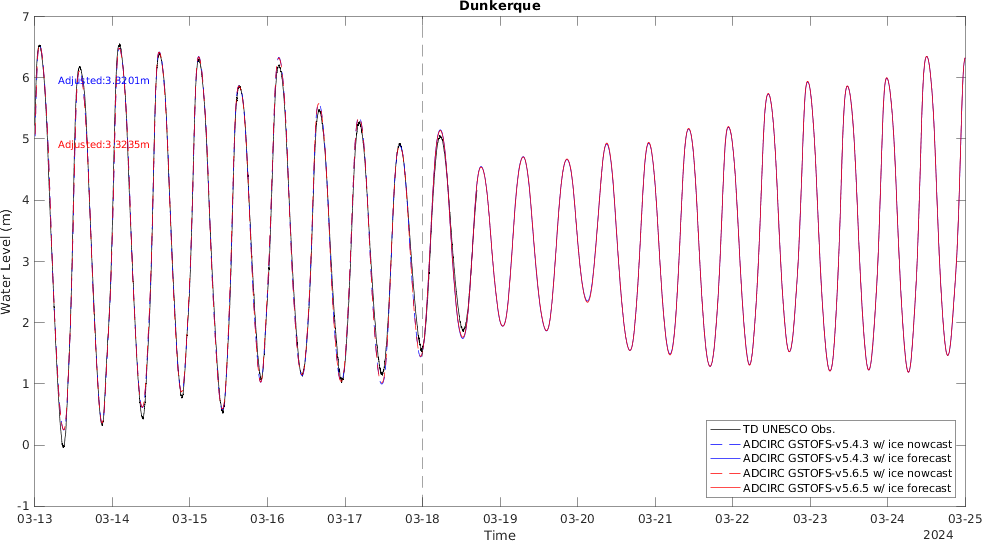 Dunkerque
7
6
5
4
3
2
1
0
-1
Water Level (m)
Adjusted:3.3201m
Adjusted:3.3235m
TD UNESCO Obs.
ADCIRC GSTOFS-v5.4.3 w/ ice nowcast
ADCIRC GSTOFS-v5.4.3 w/ ice forecast
ADCIRC GSTOFS-v5.6.5 w/ ice nowcast
ADCIRC GSTOFS-v5.6.5 w/ ice forecast
03-13 03-14 03-15 03-16 03-17 03-18 03-19 03-20 03-21 03-22 03-23 03-24 03-25
Time
2024